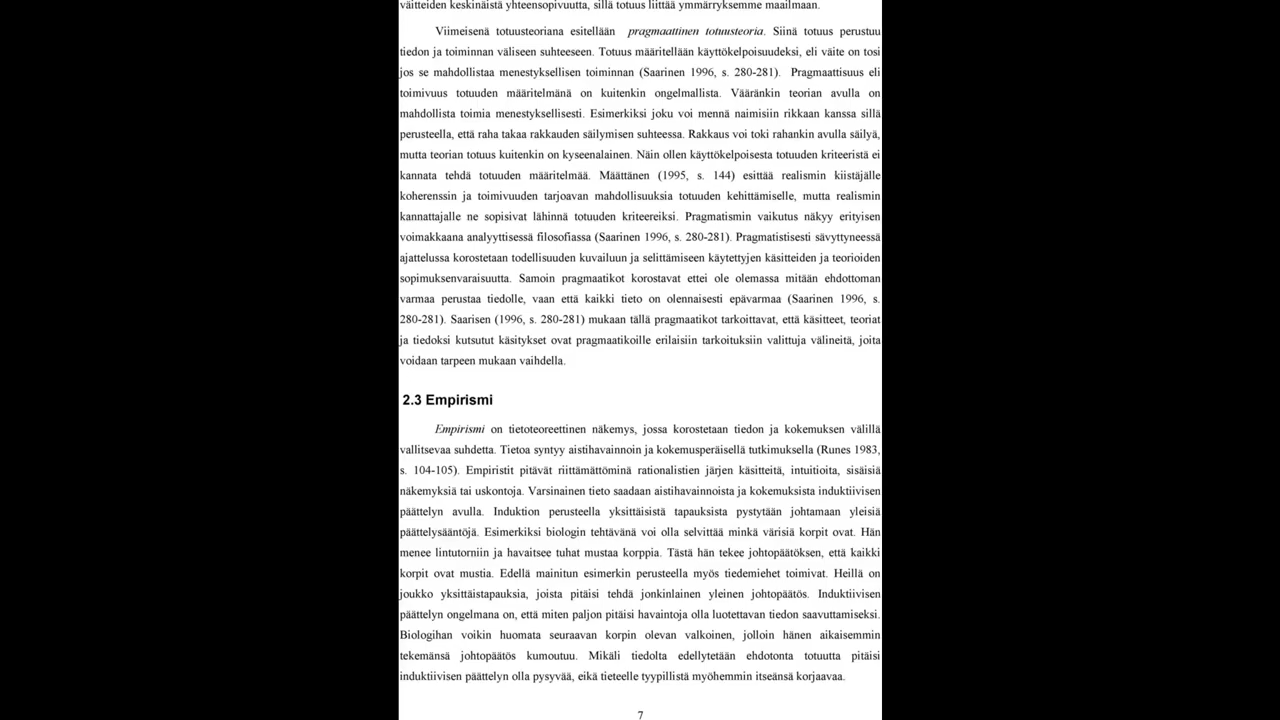 väitteiden keskinäistä yhteensopivuutta, sillä totuus liittää ymmärryksemme maailmaan.
Viimeisenä totuusteoriana esitellään pragmaattinen totuusteoria. Siinä totuus perustuu
tiedon ja toiminnan väliseen suhteeseen. Totuus määritellään käyttökelpoisuudeksi, eli väite on tosi
jos se mahdollistaa menestyksellisen toiminnan (Saarinen 1996, s. 280-281). Pragmaattisuus eli
toimivuus totuuden määritelmänä on kuitenkin ongelmallista. Vääränkin teorian avulla on
mahdollista toimia menestyksellisesti. Esimerkiksi joku voi mennä naimisiin rikkaan kanssa sillä
perusteella, että raha takaa rakkauden säilymisen suhteessa. Rakkaus voi toki rahankin avulla säilyä,
mutta teorian totuus kuitenkin on kyseenalainen. Näin ollen käyttökelpoisesta totuuden kriteeristä ei
kannata tehdä totuuden määritelmää. Määttänen (1995, s. 144) esittää realismin kiistäjälle
koherenssin ja toimivuuden tarjoavan mahdollisuuksia totuuden kehittämiselle, mutta realismin
kannattajalle ne sopisivat lähinnä totuuden kriteereiksi. Pragmatismin vaikutus näkyy erityisen
voimakkaana analyyttisessä filosofiassa (Saarinen 1996, s. 280-281). Pragmatistisesti sävyttyneessä
ajattelussa korostetaan todellisuuden kuvailuun ja selittämiseen käytettyjen käsitteiden ja teorioiden
sopimuksenvaraisuutta. Samoin pragmaatikot korostavat ettei ole olemassa mitään ehdottoman
varmaa perustaa tiedolle, vaan että kaikki tieto on olennaisesti epävarmaa (Saarinen 1996, s.
280-281). Saarisen (1996, s. 280-281) mukaan tällä pragmaatikot tarkoittavat, että käsitteet, teoriat
ja tiedoksi kutsutut käsitykset ovat pragmaatikoille erilaisiin tarkoituksiin valittuja välineitä, joita
voidaan tarpeen mukaan vaihdella.
2.3 Empirismi
Empirismi on tietoteoreettinen näkemys, jossa korostetaan tiedon ja kokemuksen välillä
vallitsevaa suhdetta. Tietoa syntyy aistihavainnoin ja kokemusperäisellä tutkimuksella (Runes 1983,
s. 104-105). Empiristit pitävät riittämättöminä rationalistien järjen käsitteitä, intuitioita, sisäisiä
näkemyksiä tai uskontoja. Varsinainen tieto saadaan aistihavainnoista ja kokemuksista induktiivisen
päättelyn avulla. Induktion perusteella yksittäisistä tapauksista pystytään johtamaan yleisiä
päättelysääntöjä. Esimerkiksi biologin tehtävänä voi olla selvittää minkä värisiä korpit ovat. Hän
menee lintutorniin ja havaitsee tuhat mustaa korppia. Tästä hän tekee johtopäätöksen, että kaikki
korpit ovat mustia. Edellä mainitun esimerkin perusteella myös tiedemiehet toimivat. Heillä on
joukko yksittäistapauksia, joista pitäisi tehdä jonkinlainen yleinen johtopäätös. Induktiivisen
päättelyn ongelmana on, että miten paljon pitäisi havaintoja olla luotettavan tiedon saavuttamiseksi.
Biologihan voikin huomata seuraavan korpin olevan valkoinen, jolloin hänen aikaisemmin
tekemänsä johtopäätös kumoutuu. Mikäli tiedolta edellytetään ehdotonta totuutta pitäisi
induktiivisen päättelyn olla pysyvää, eikä tieteelle tyypillistä myöhemmin itseänsä korjaavaa.
7